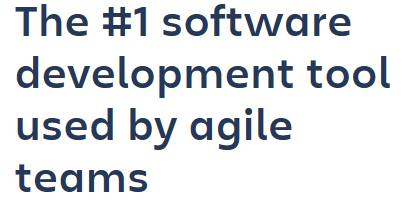 The #1 software
development tool
used by agile
teams